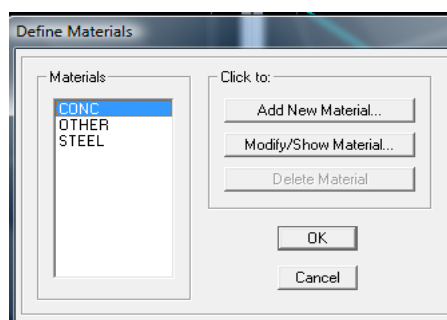 Define Materials
Materials
CONC
OTHER
STEEL
Click to:
Add New Material...
Modify/Show Material...
Delete Material
OK
Cancel